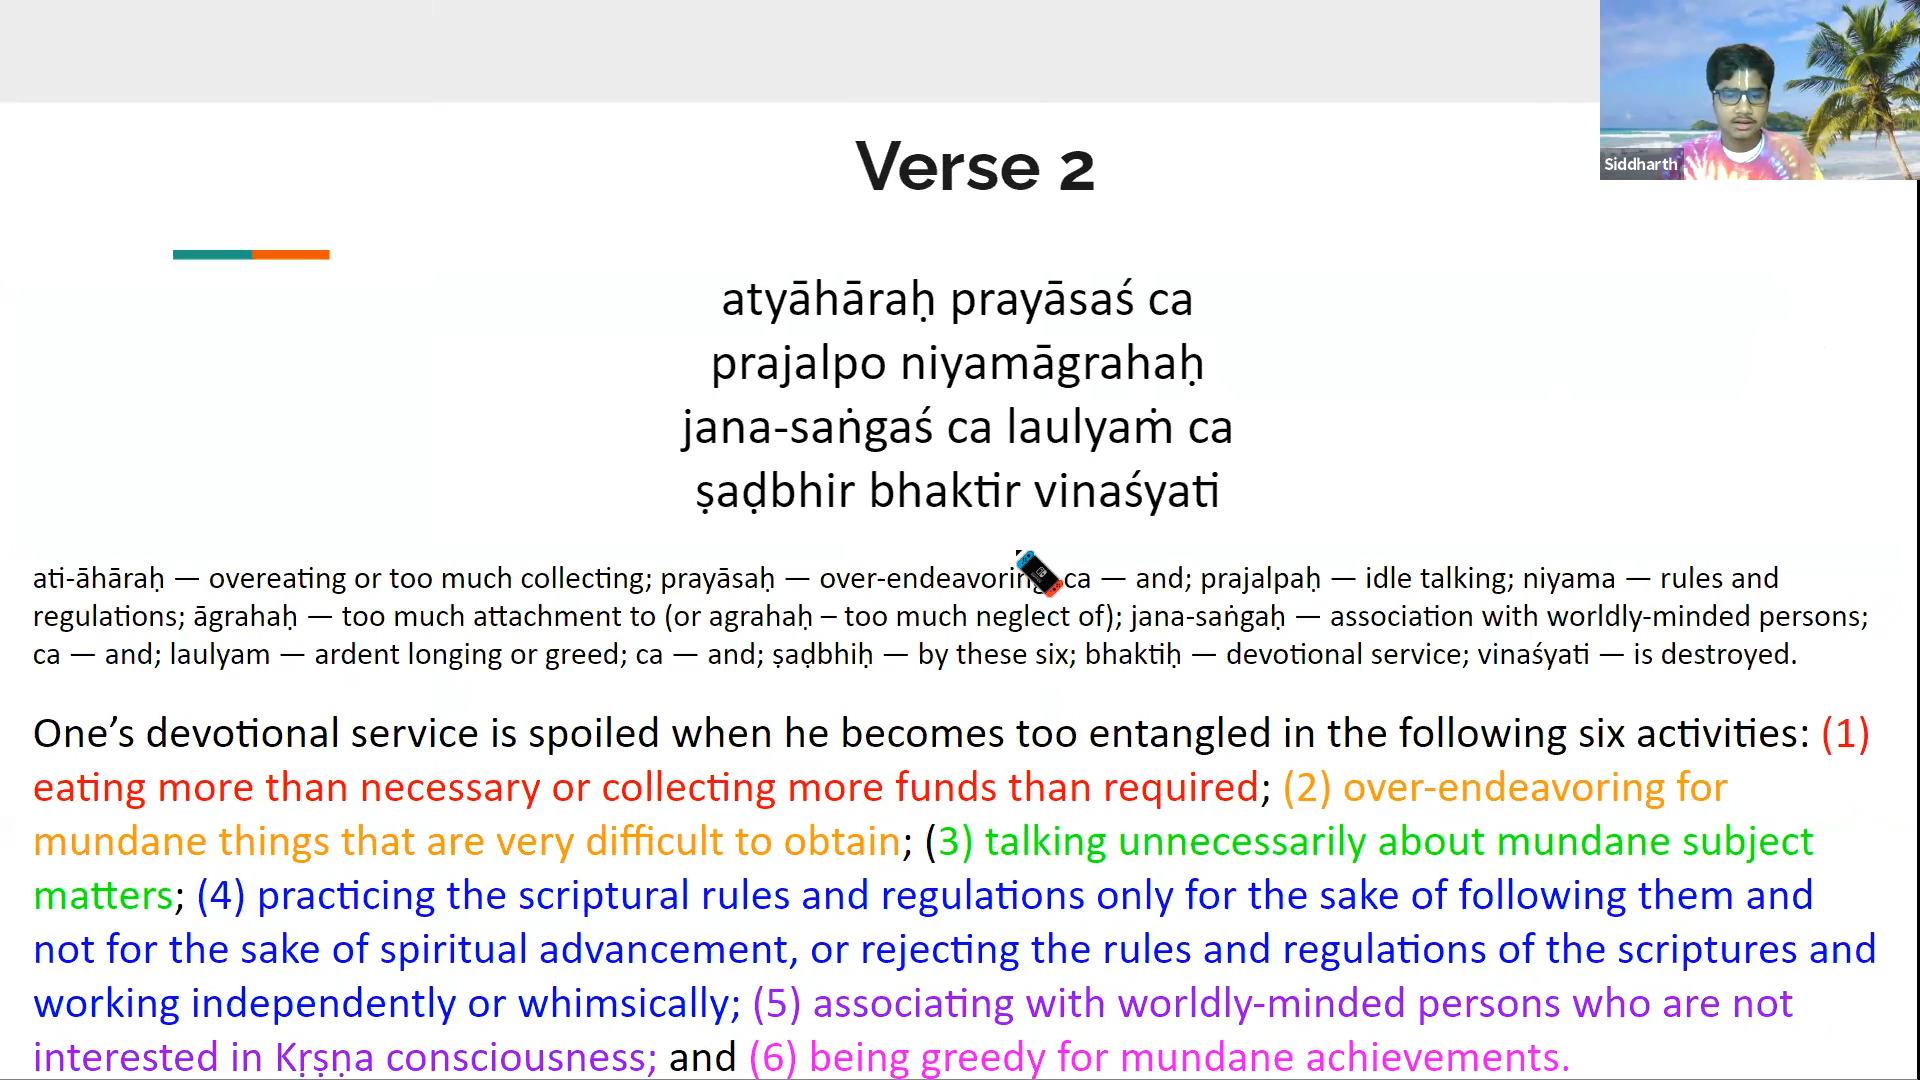 Verse 2
Siddharth
atyāhāraḥ prayāsaś ca
prajalpo niyamāgrahaḥ
jana-saṅgaś ca laulyaṁ ca
ṣaḍbhir bhaktir vinaśyati
ati-āhāraḥ — overeating or too much collecting; prayāsaḥ — over-endeavoring ca — and; prajalpaḥ — idle talking; niyama — rules and
regulations; āgrahaḥ — too much attachment to (or agrahaḥ – too much neglect of); jana-saṅgaḥ — association with worldly-minded persons;
ca — and; laulyam — ardent longing or greed; ca — and; ṣaḍbhiḥ — by these six; bhaktiḥ — devotional service; vinaśyati — is destroyed.
One’s devotional service is spoiled when he becomes too entangled in the following six activities: (1)
eating more than necessary or collecting more funds than required; (2) over-endeavoring for
mundane things that are very difficult to obtain; (3) talking unnecessarily about mundane subject
matters; (4) practicing the scriptural rules and regulations only for the sake of following them and
not for the sake of spiritual advancement, or rejecting the rules and regulations of the scriptures and
working independently or whimsically; (5) associating with worldly-minded persons who are not
interested in Kṛṣṇa consciousness; and (6) being greedy for mundane achievements.